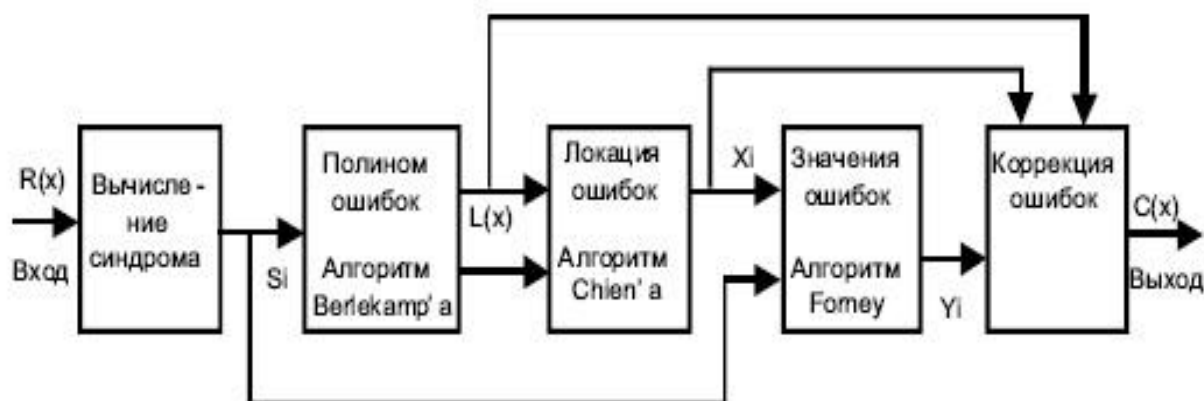 R(x)
Вход
Вычисле -
ние
синдрома
Si
Полином
ошибок
Алгоритм
Berlekamp' a
L(x)
Локация
ошибок
Алгоритм
Chien' a
Xi
Значения
ошибок
Алгоритм
Forney
Yi
Коррекция
ошибок
C(x)
Выход